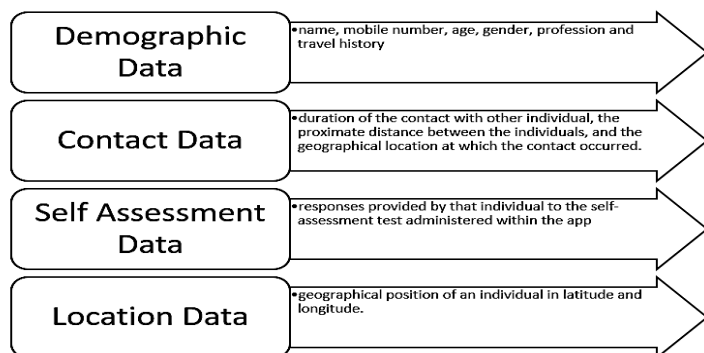 Demographic
Data
•name, mobile number, age, gender, profession and
travel history
Contact Data
•duration of the contact with other individual, the
proximate distance between the individuals, and the
geographical location at which the contact occurred.
Self Assessment
Data
•responses provided by that individual to the self-
assessment test administered within the app
Location Data
•geographical position of an individual in latitude and
longitude.